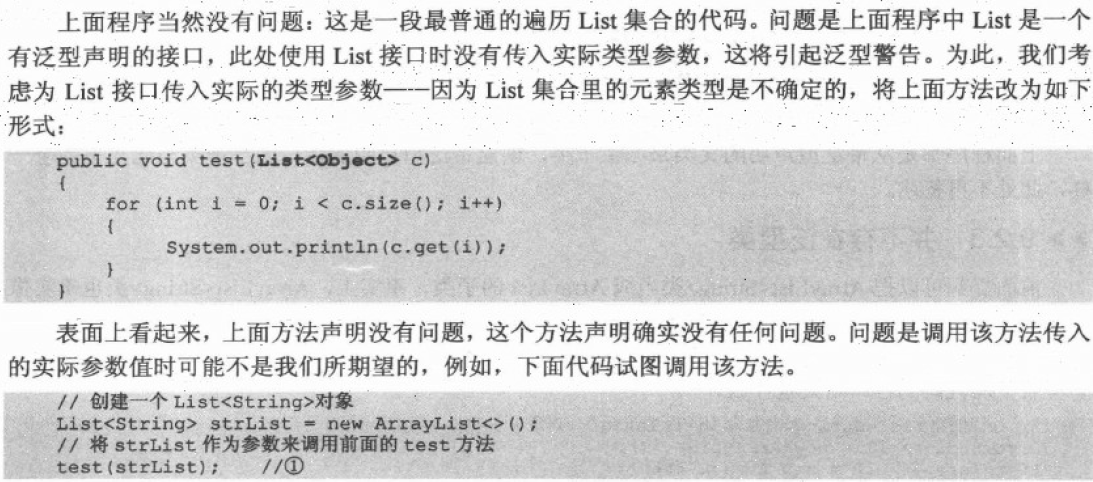 上面程序当然没有问题：这是一段最普通的遍历 List 集合的代码。问题是上面程序中 List 是一个
有泛型声明的接口，此处使用 List 接口时没有传入实际类型参数，这将引起泛型警告。为此，我们考
虑为 List 接口传入实际的类型参数——因为 List 集合里的元素类型是不确定的，将上面方法改为如下
形式：
public void test(List<Object> c)
{
    for (int i = 0; i < c.size(); i++)
    {
        System.out.println(c.get(i));
    }
}
表面上看起来，上面方法声明没有问题，这个方法声明确实没有任何问题。问题是调用该方法传入
的实际参数值时可能不是我们所期望的，例如，下面代码试图调用该方法。
// 创建一个 List<String>对象
List<String> strList = new ArrayList<>();
// 将 strList 作为参数来调用前面的 test 方法
test(strList);    //①